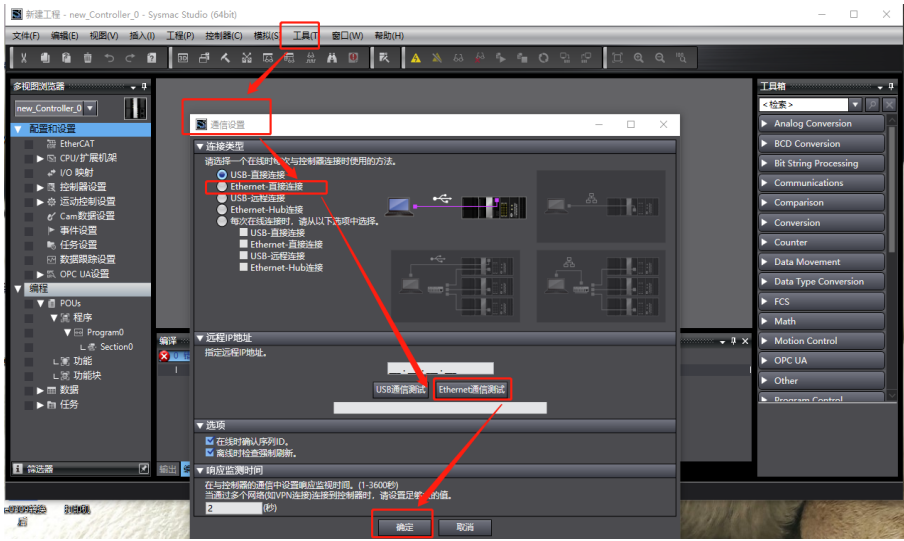 新建工程 - new_Controller_0 - Sysmac Studio (64bit)
文件(F) 编辑(E) 视图(V) 插入(I) 工程(P) 控制器(C) 模拟(S) 工具(T) 窗口(W) 帮助(H)
多视图浏览器
new_Controller_0
配置和设置
EtherCAT
CPU/扩展机架
I/O 映射
控制器设置
运动控制设置
Cam数据设置
事件设置
任务设置
数据跟踪设置
OPC UA设置
编程
POUs
程序
Program0
Section0
功能
功能块
数据
任务
筛选器
编译
0
输出
通信设置
连接类型
请选择一个在线时每次与控制器连接时使用的方法。
USB-直接连接
Ethernet-直接连接
USB-远程连接
Ethernet-Hub连接
每次在线连接时，请从以下选项中选择。
USB-直接连接
Ethernet-直接连接
USB-远程连接
Ethernet-Hub连接
远程IP地址
指定远程IP地址。
USB通信测试
Ethernet通信测试
选项
在线时确认序列ID。
离线时检查强制刷新。
响应监测时间
在与控制器的通信中设置响应监视时间。(1-3600秒)
当通过多个网络(如VPN连接)连接到控制器时，请设置足够的值。
2 (秒)
确定 取消
工具箱
<检索>
Analog Conversion
BCD Conversion
Bit String Processing
Communications
Comparison
Conversion
Counter
Data Movement
Data Type Conversion
FCS
Math
Motion Control
OPC UA
Other
Program Control